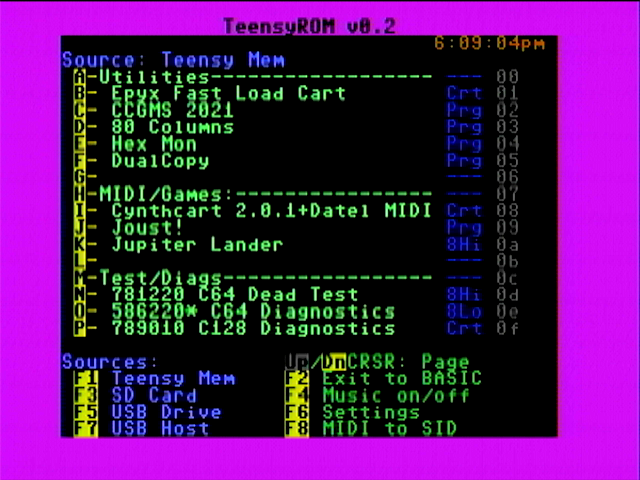 TeensyROM v0.2
6:09:04pm
Source: Teensy Mem
A-Utilities------------------ --- 00
B- Epyx Fast Load Cart Crt 01
C- CCGMS 2021 Prg 02
D- 80 Columns Prg 03
E- Hex Mon Prg 04
F- DualCopy Prg 05
G- --- 06
H-MIDI/Games:---------------- --- 07
I- Cynthcart 2.0.1+Datel MIDI Crt 08
J- Joust! Prg 09
K- Jupiter Lander 8Hi 0a
L- --- 0b
M-Test/Diags----------------- --- 0c
N- 781220 C64 Dead Test 8Hi 0d
O- 586220* C64 Diagnostics 8Lo 0e
P- 789010 C128 Diagnostics Crt 0f
Sources: Up/DnCRSR: Page
F1 Teensy Mem F2 Exit to BASIC
F3 SD Card F4 Music on/off
F5 USB Drive F6 Settings
F7 USB Host F8 MIDI to SID